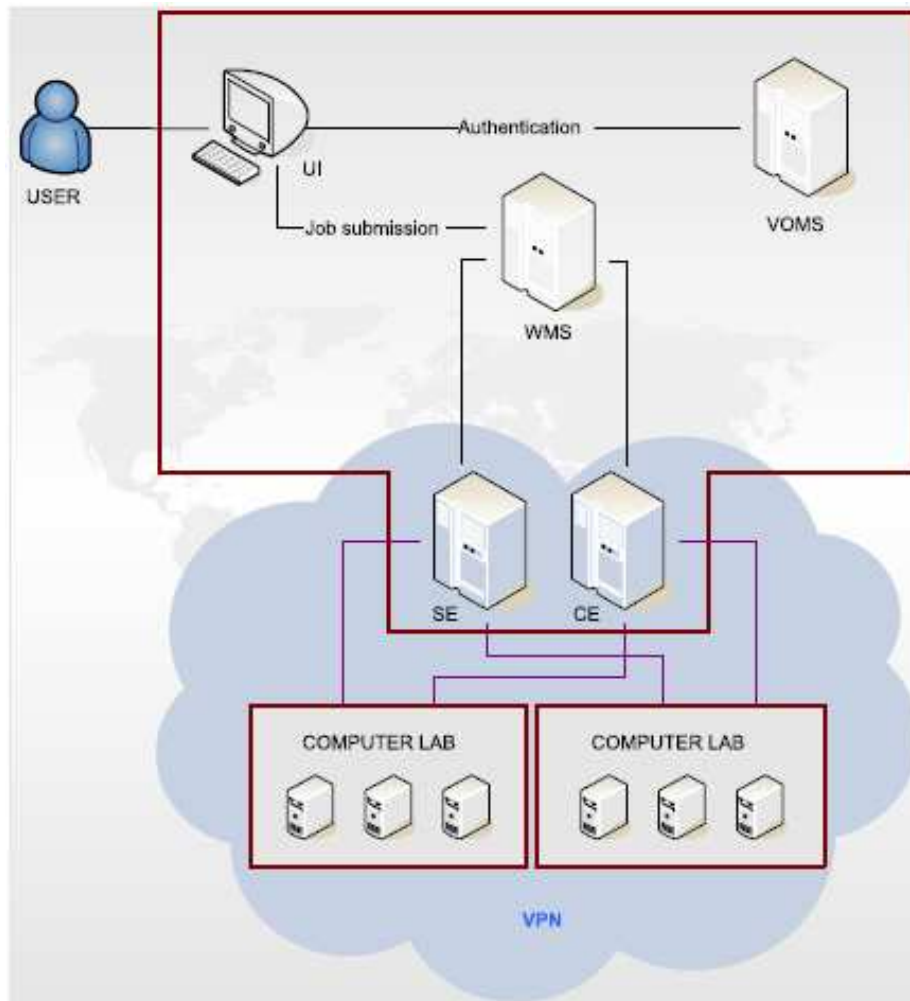 Authentication
UI
USER
Job submission
VOMS
WMS
SE
CE
COMPUTER LAB
COMPUTER LAB
VPN